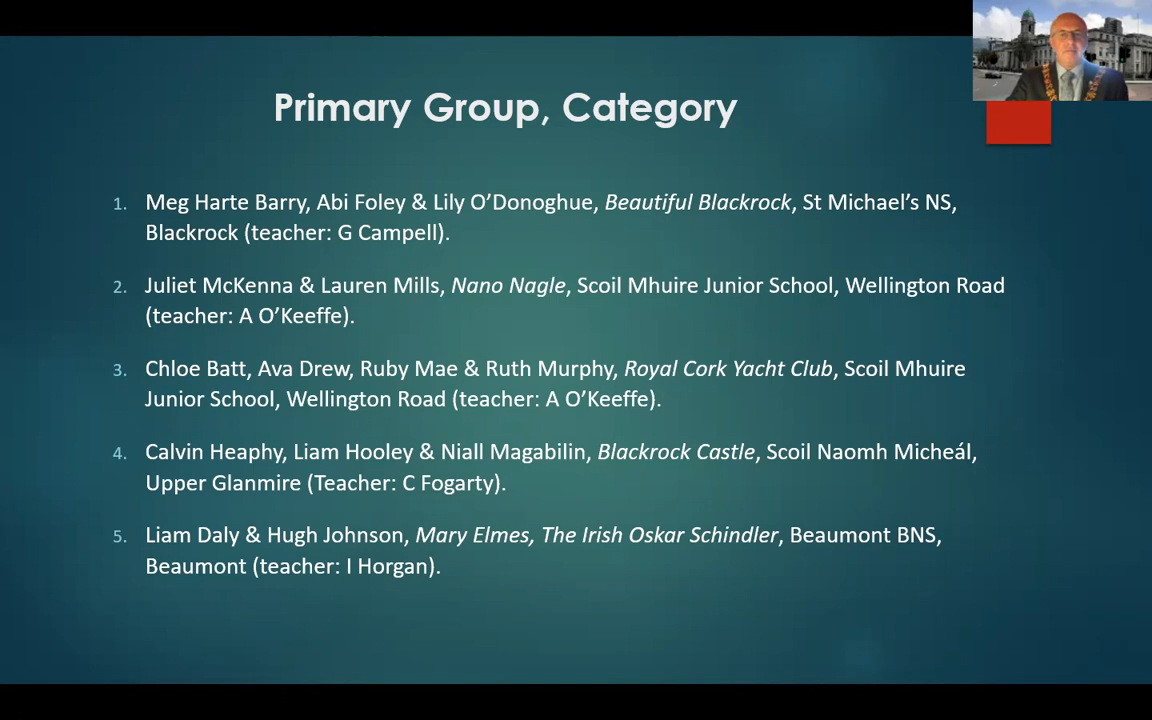 Primary Group, Category
1. Meg Harte Barry, Abi Foley & Lily O’Donoghue, Beautiful Blackrock, St Michael’s NS,
Blackrock (teacher: G Campell).
2. Juliet McKenna & Lauren Mills, Nano Nagle, Scoil Mhuire Junior School, Wellington Road
(teacher: A O’Keeffe).
3. Chloe Batt, Ava Drew, Ruby Mae & Ruth Murphy, Royal Cork Yacht Club, Scoil Mhuire
Junior School, Wellington Road (teacher: A O’Keeffe).
4. Calvin Heaphy, Liam Hooley & Niall Magabilin, Blackrock Castle, Scoil Naomh Micheál,
Upper Glanmire (Teacher: C Fogarty).
5. Liam Daly & Hugh Johnson, Mary Elmes, The Irish Oskar Schindler, Beaumont BNS,
Beaumont (teacher: I Horgan).